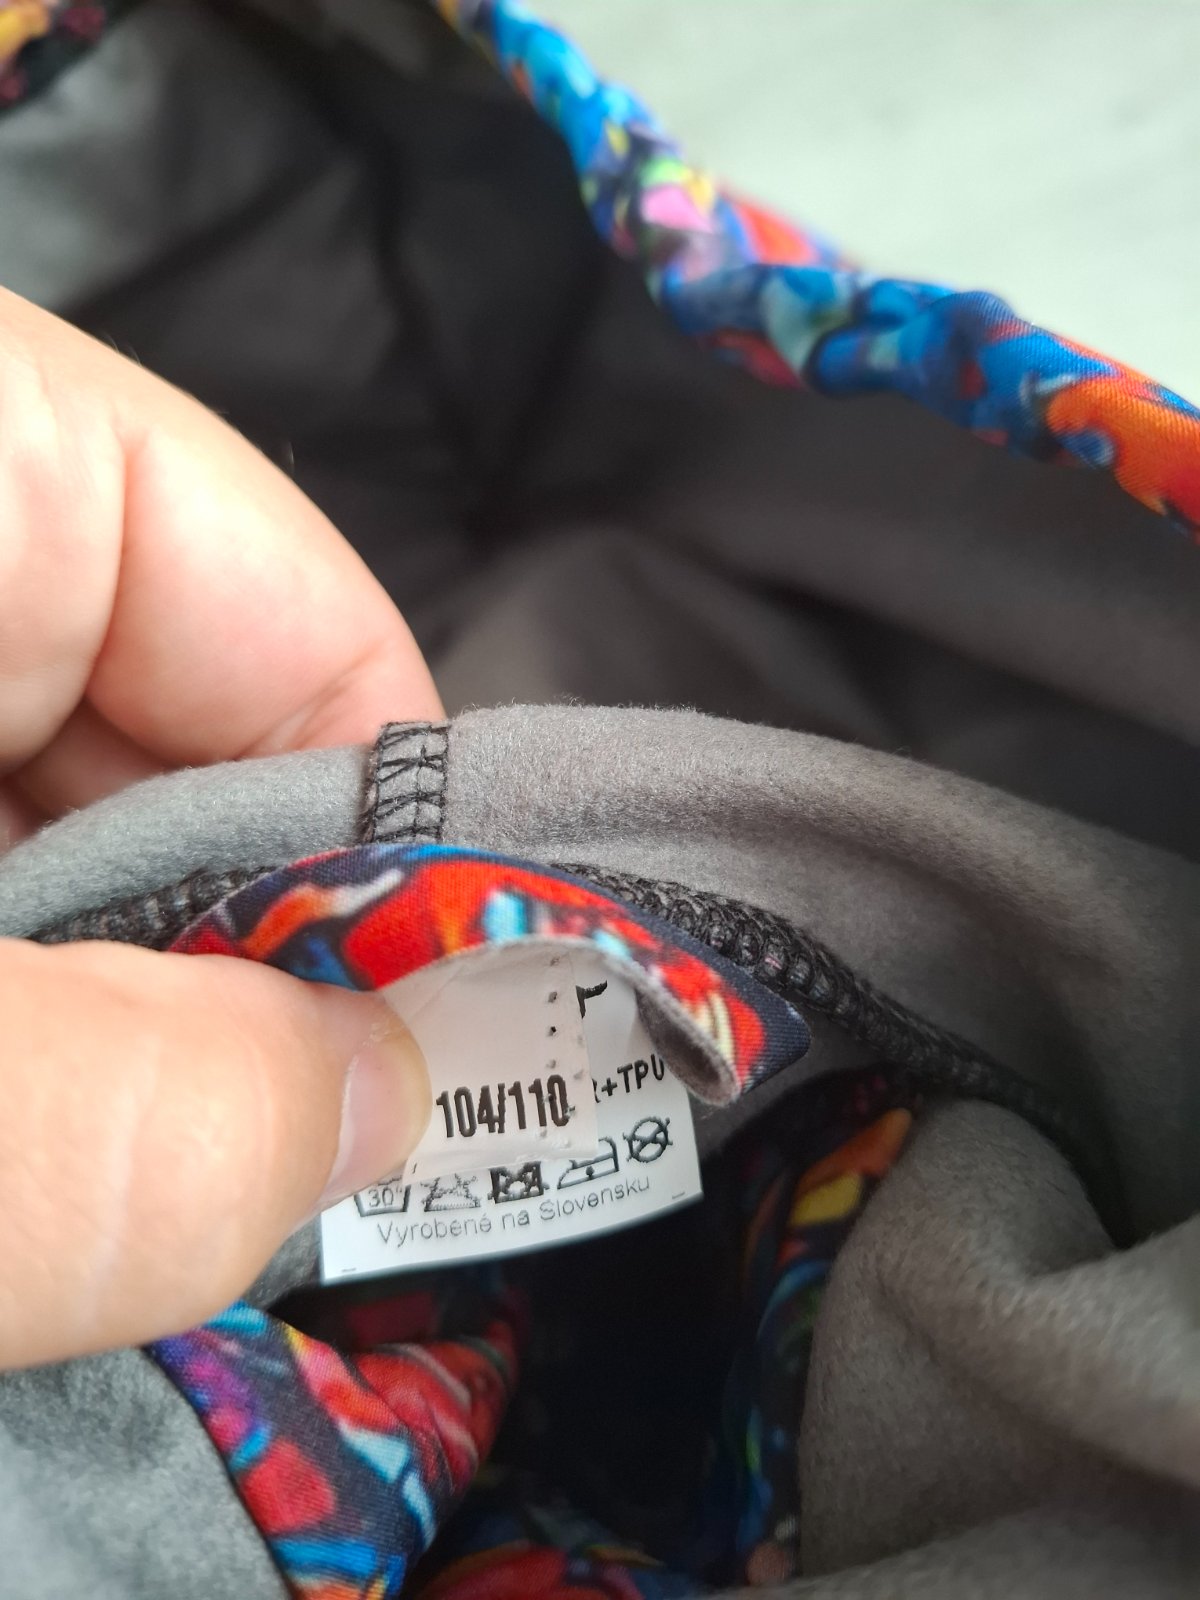 104/110
+TPU
30°
Vyrobené na Slovensku